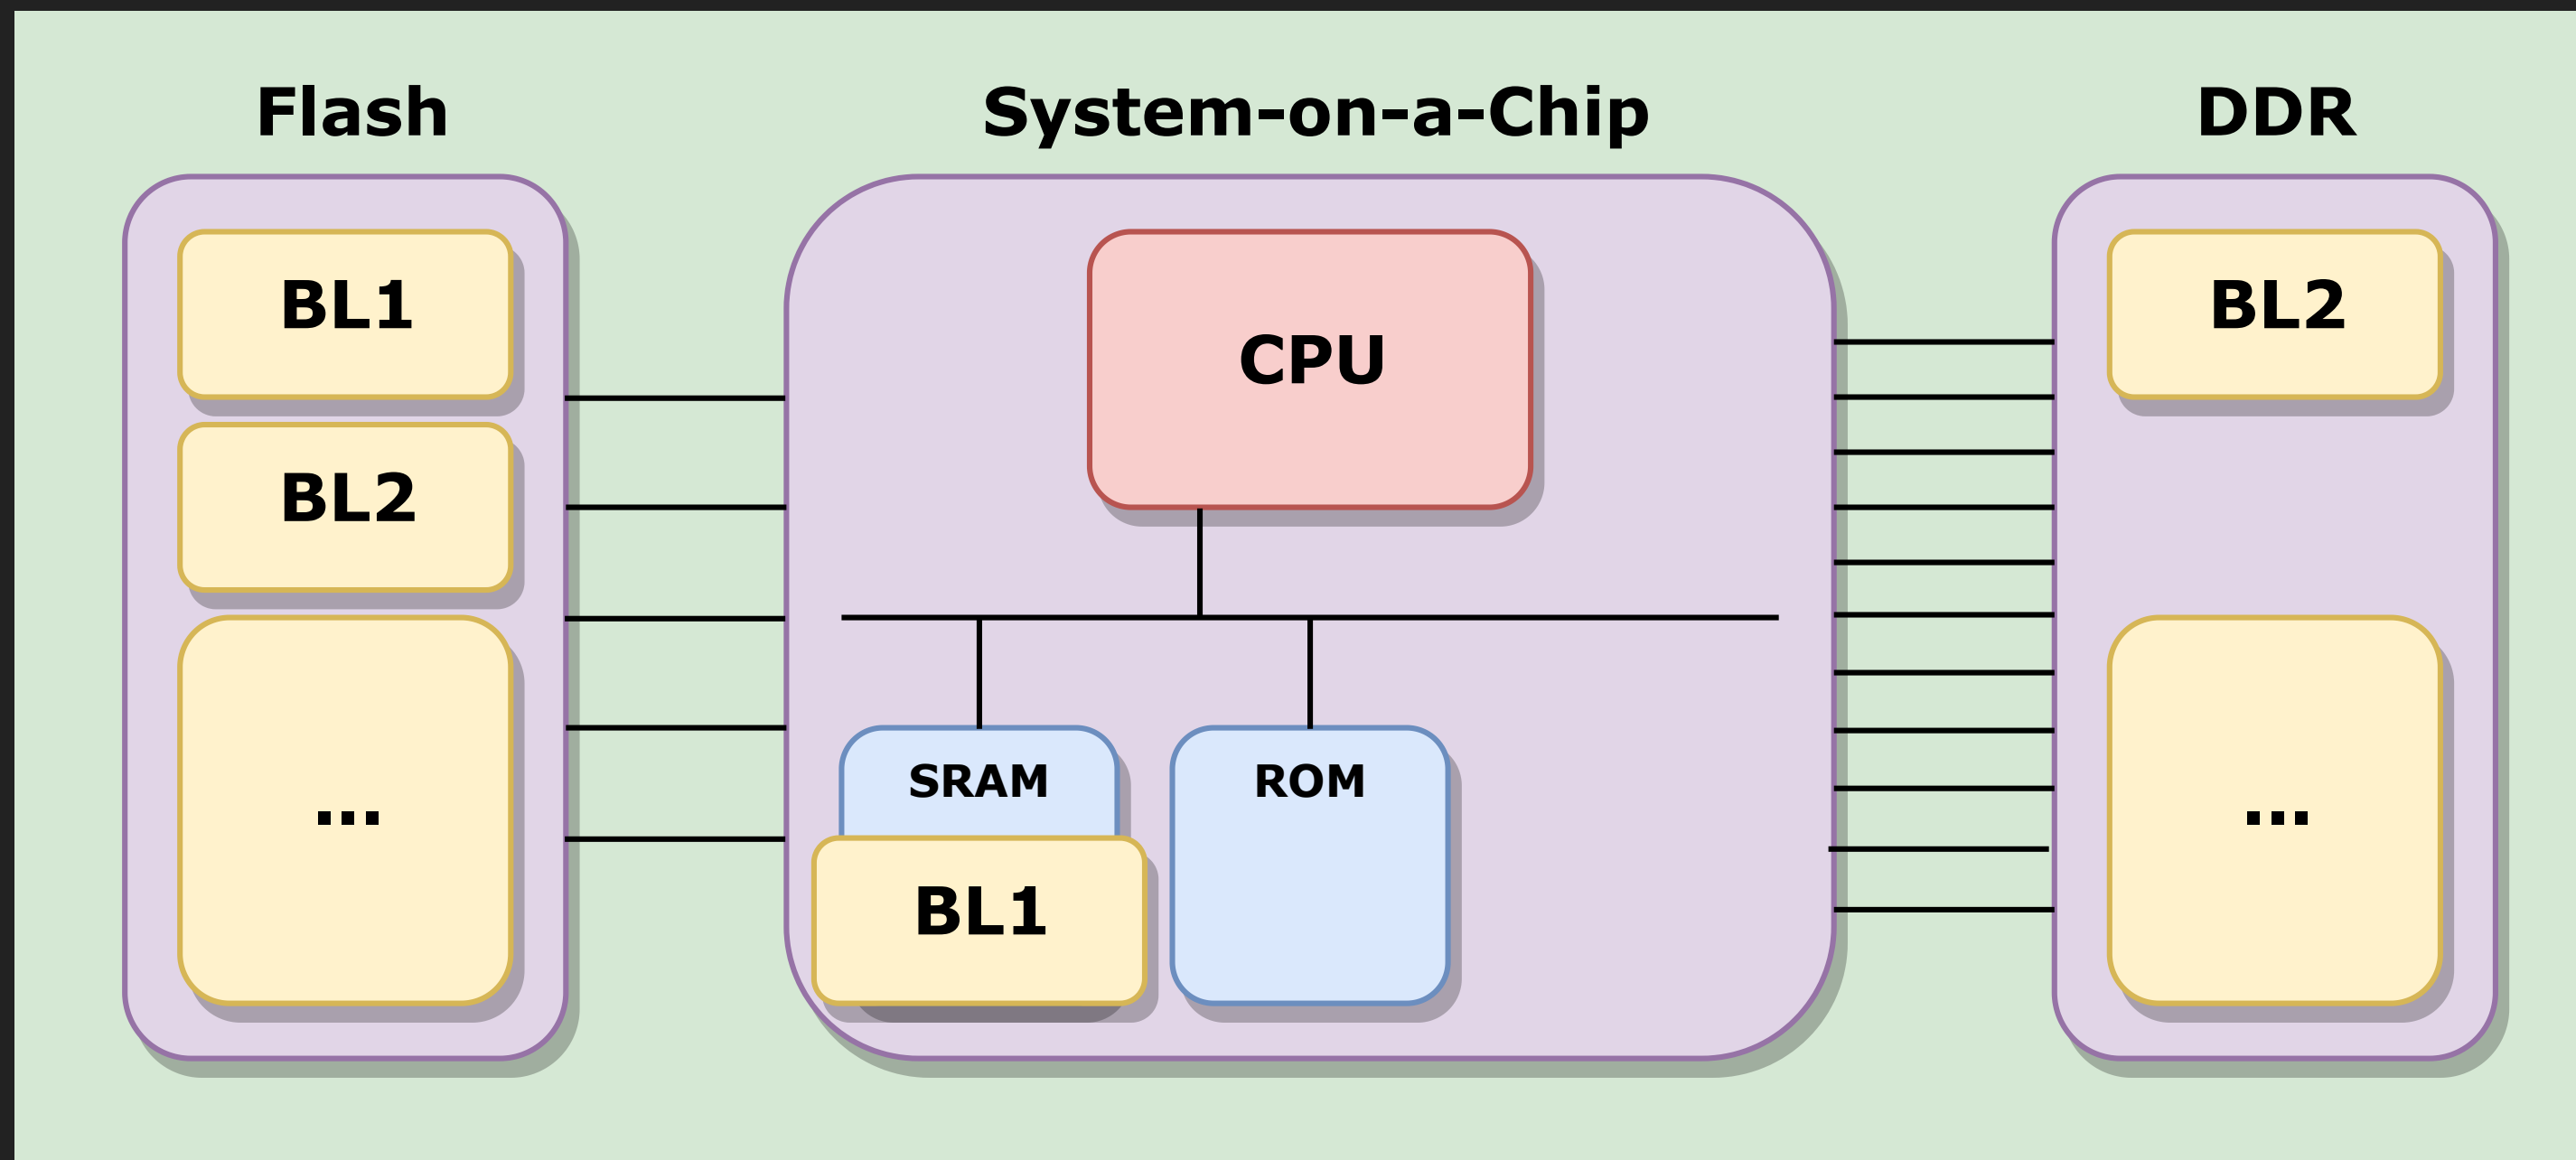 Flash
System-on-a-Chip
DDR
BL1
BL2
...
CPU
SRAM
ROM
BL1
BL2
...